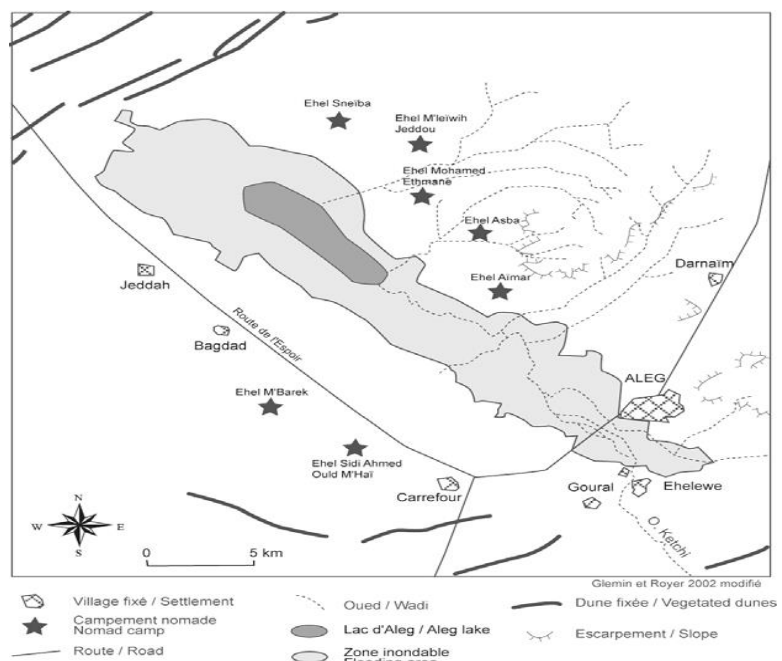 Ehel Sneïba
Ehel M'leïwih
Jeddou
Ehel Mohamed
Ethmane
Ehel Asba
Darnaïm
Ehel Aïmar
Jeddah
Route de l'Espoir
Bagdad
ALEG
Ehel M'Barek
Ehel Sidi Ahmed
Ould M'Haï
Carrefour
Goural
Ehelewe
O. Ketchi
N
W
E
S
0
5 km
Glemin et Royer 2002 modifié
Village fixé / Settlement
Campement nomade
Nomad camp
Route / Road
Oued / Wadi
Lac d'Aleg / Aleg lake
Zone inondable
Flooding area
Dune fixée / Vegetated dunes
Escarpement / Slope